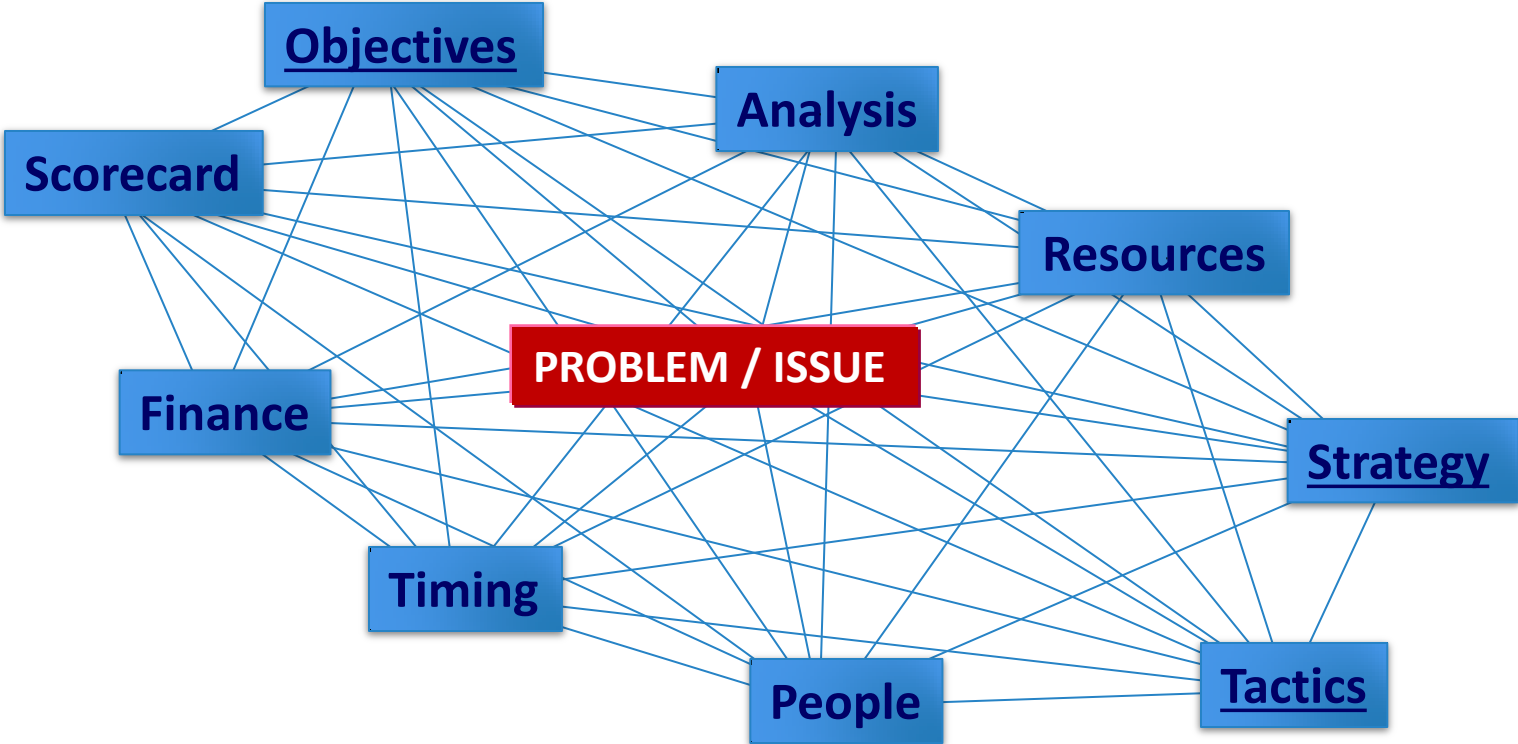 Objectives
Analysis
Scorecard
Resources
PROBLEM / ISSUE
Finance
Strategy
Timing
People
Tactics